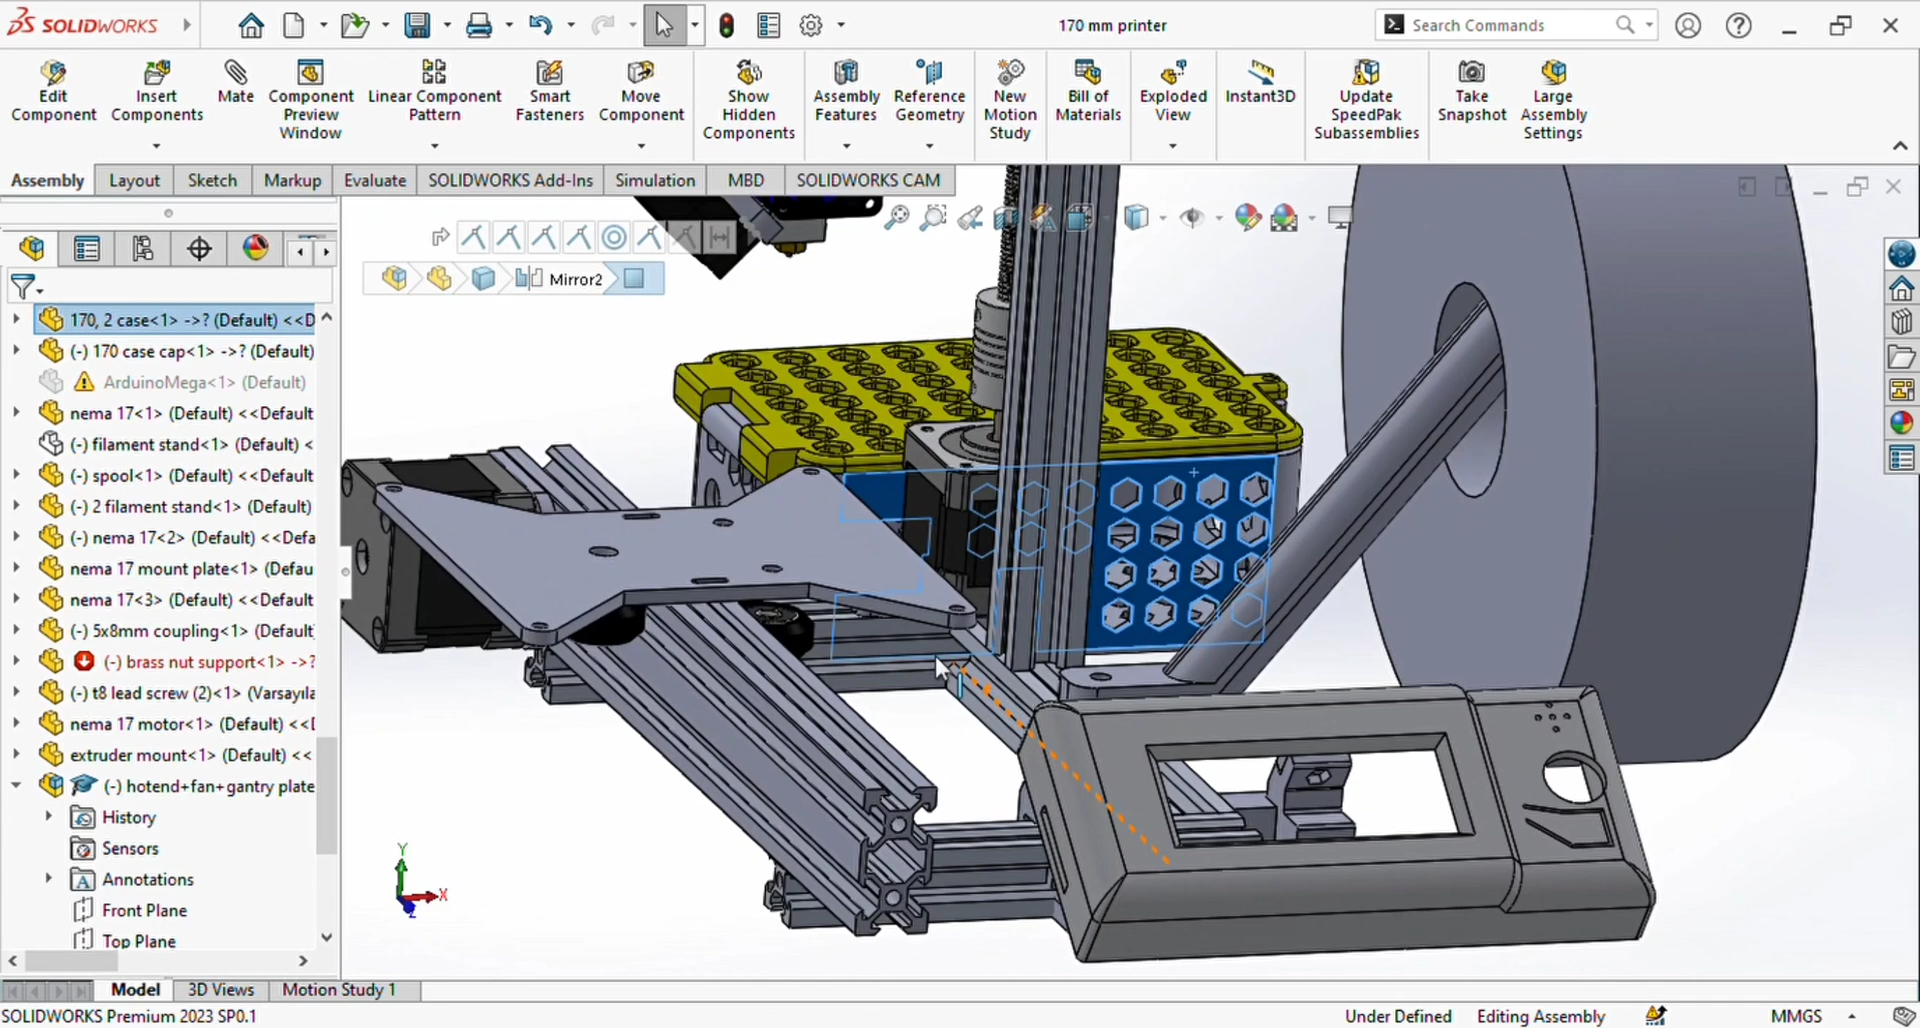 SOLIDWORKS
170 mm printer
Search Commands
Edit Component
Insert Components
Mate
Component Preview Window
Linear Component Pattern
Smart Fasteners
Move Component
Show Hidden Components
Assembly Features
Reference Geometry
New Motion Study
Bill of Materials
Exploded View
Instant3D
Update SpeedPak Subassemblies
Take Snapshot
Large Assembly Settings
Assembly
Layout
Sketch
Markup
Evaluate
SOLIDWORKS Add-Ins
Simulation
MBD
SOLIDWORKS CAM
Mirror2
170, 2 case<1> ->? (Default) <<D
(-) 170 case cap<1> ->? (Default)
ArduinoMega<1> (Default)
nema 17<1> (Default) <<Default
(-) filament stand<1> (Default) <
(-) spool<1> (Default) <<Default
(-) 2 filament stand<1> (Default)
(-) nema 17<2> (Default) <<Defa
nema 17 mount plate<1> (Defau
nema 17<3> (Default) <<Default
(-) 5x8mm coupling<1> (Default)
(-) brass nut support<1> ->?
(-) t8 lead screw (2)<1> (Varsayıla
nema 17 motor<1> (Default) <<D
extruder mount<1> (Default) <<
(-) hotend+fan+gantry plate
History
Sensors
Annotations
Front Plane
Top Plane
Y
X
Z
Model
3D Views
Motion Study 1
SOLIDWORKS Premium 2023 SP0.1
Under Defined
Editing Assembly
MMGS